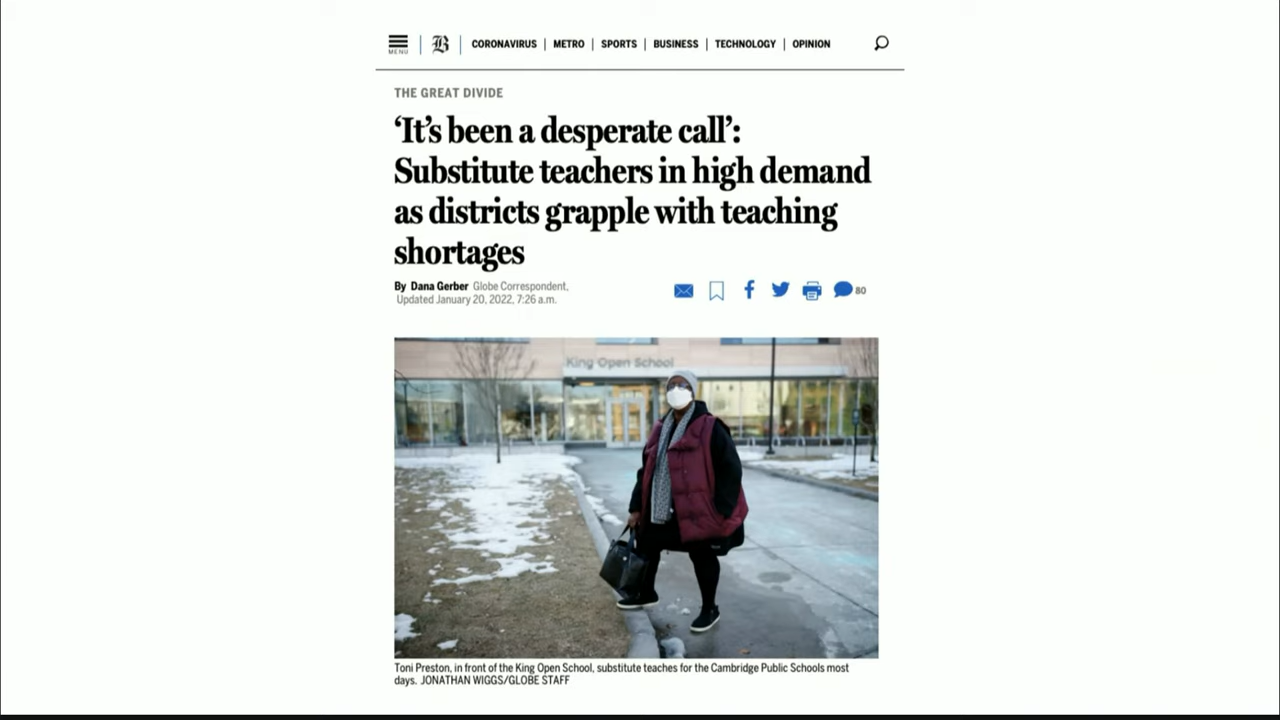 MENU
B
CORONAVIRUS | METRO | SPORTS | BUSINESS | TECHNOLOGY | OPINION
THE GREAT DIVIDE
‘It’s been a desperate call’:
Substitute teachers in high demand
as districts grapple with teaching
shortages
By Dana Gerber Globe Correspondent,
Updated January 20, 2022, 7:26 a.m.
80
King Open School
Toni Preston, in front of the King Open School, substitute teaches for the Cambridge Public Schools most
days. JONATHAN WIGGS/GLOBE STAFF